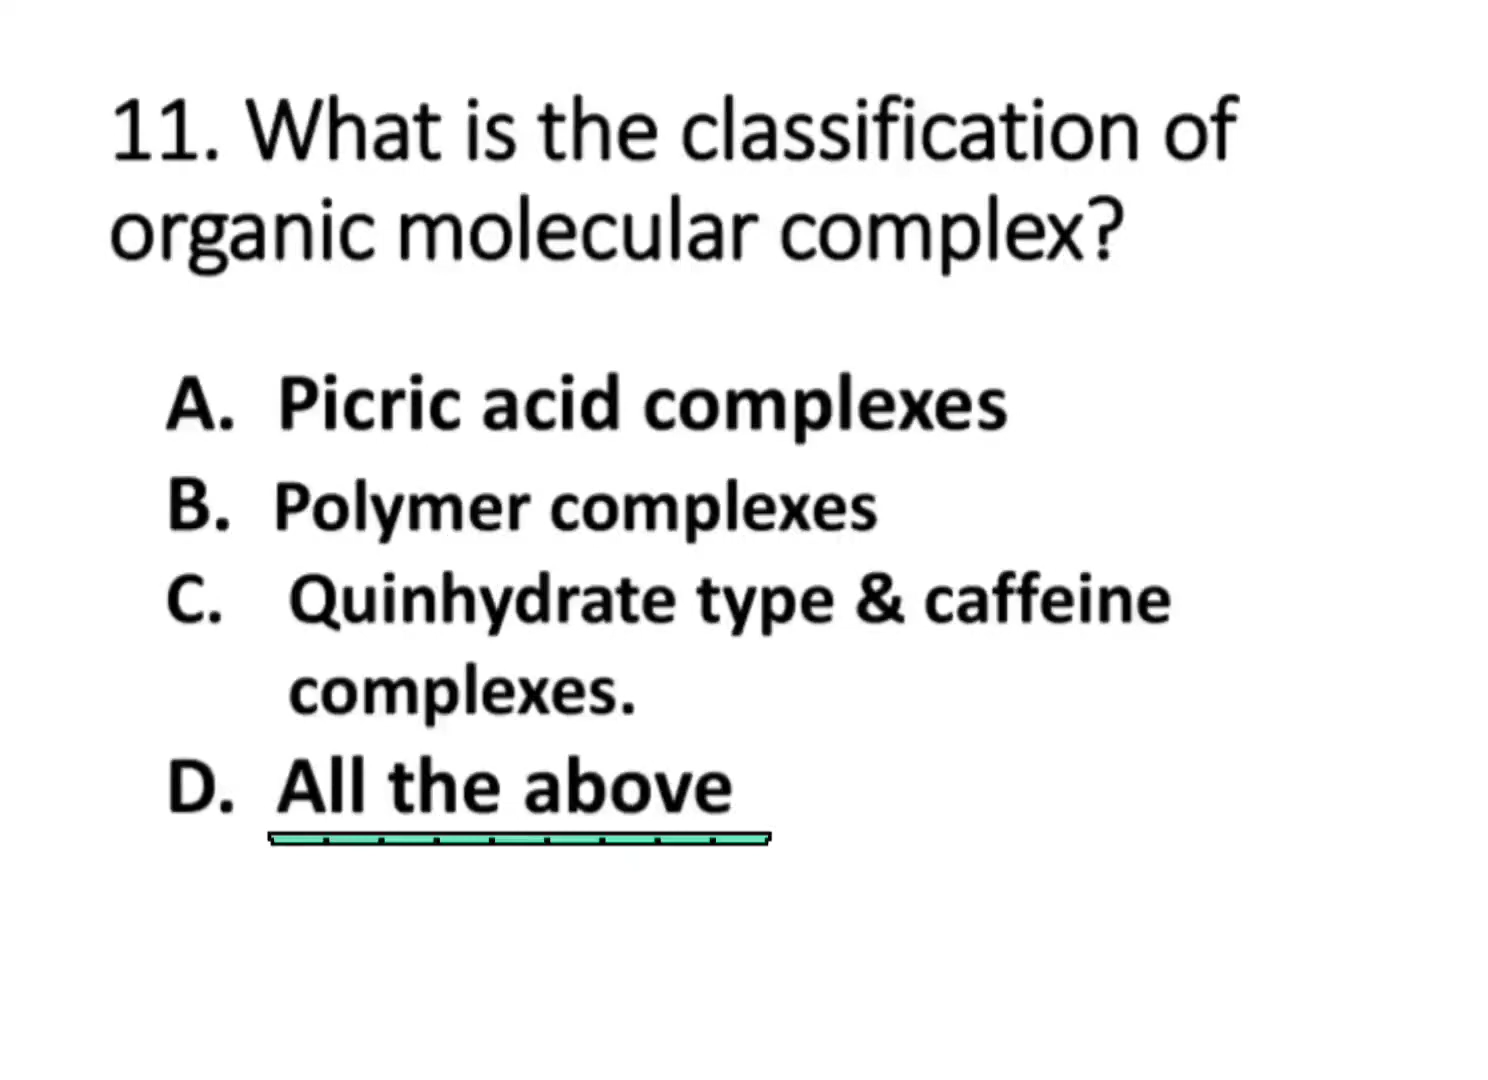 11. What is the classification of
organic molecular complex?
A. Picric acid complexes
B. Polymer complexes
C. Quinhydrate type & caffeine
complexes.
D. All the above